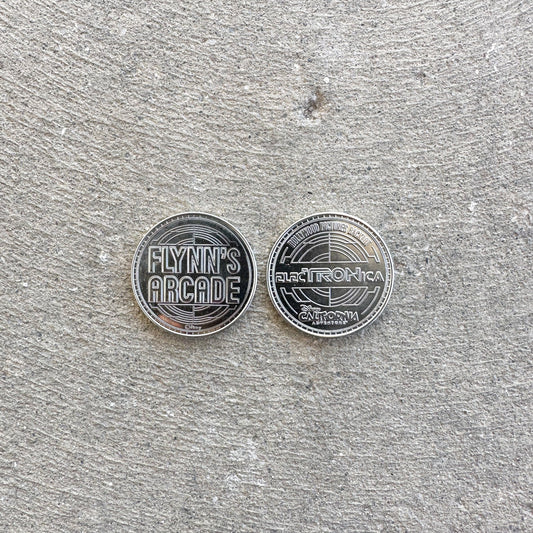 FLYNN'S
ARCADE
©Disney
HOLLYWOOD PICTURES BACKLOT
elecTRONica
Disney
CALIFORNIA
ADVENTURE